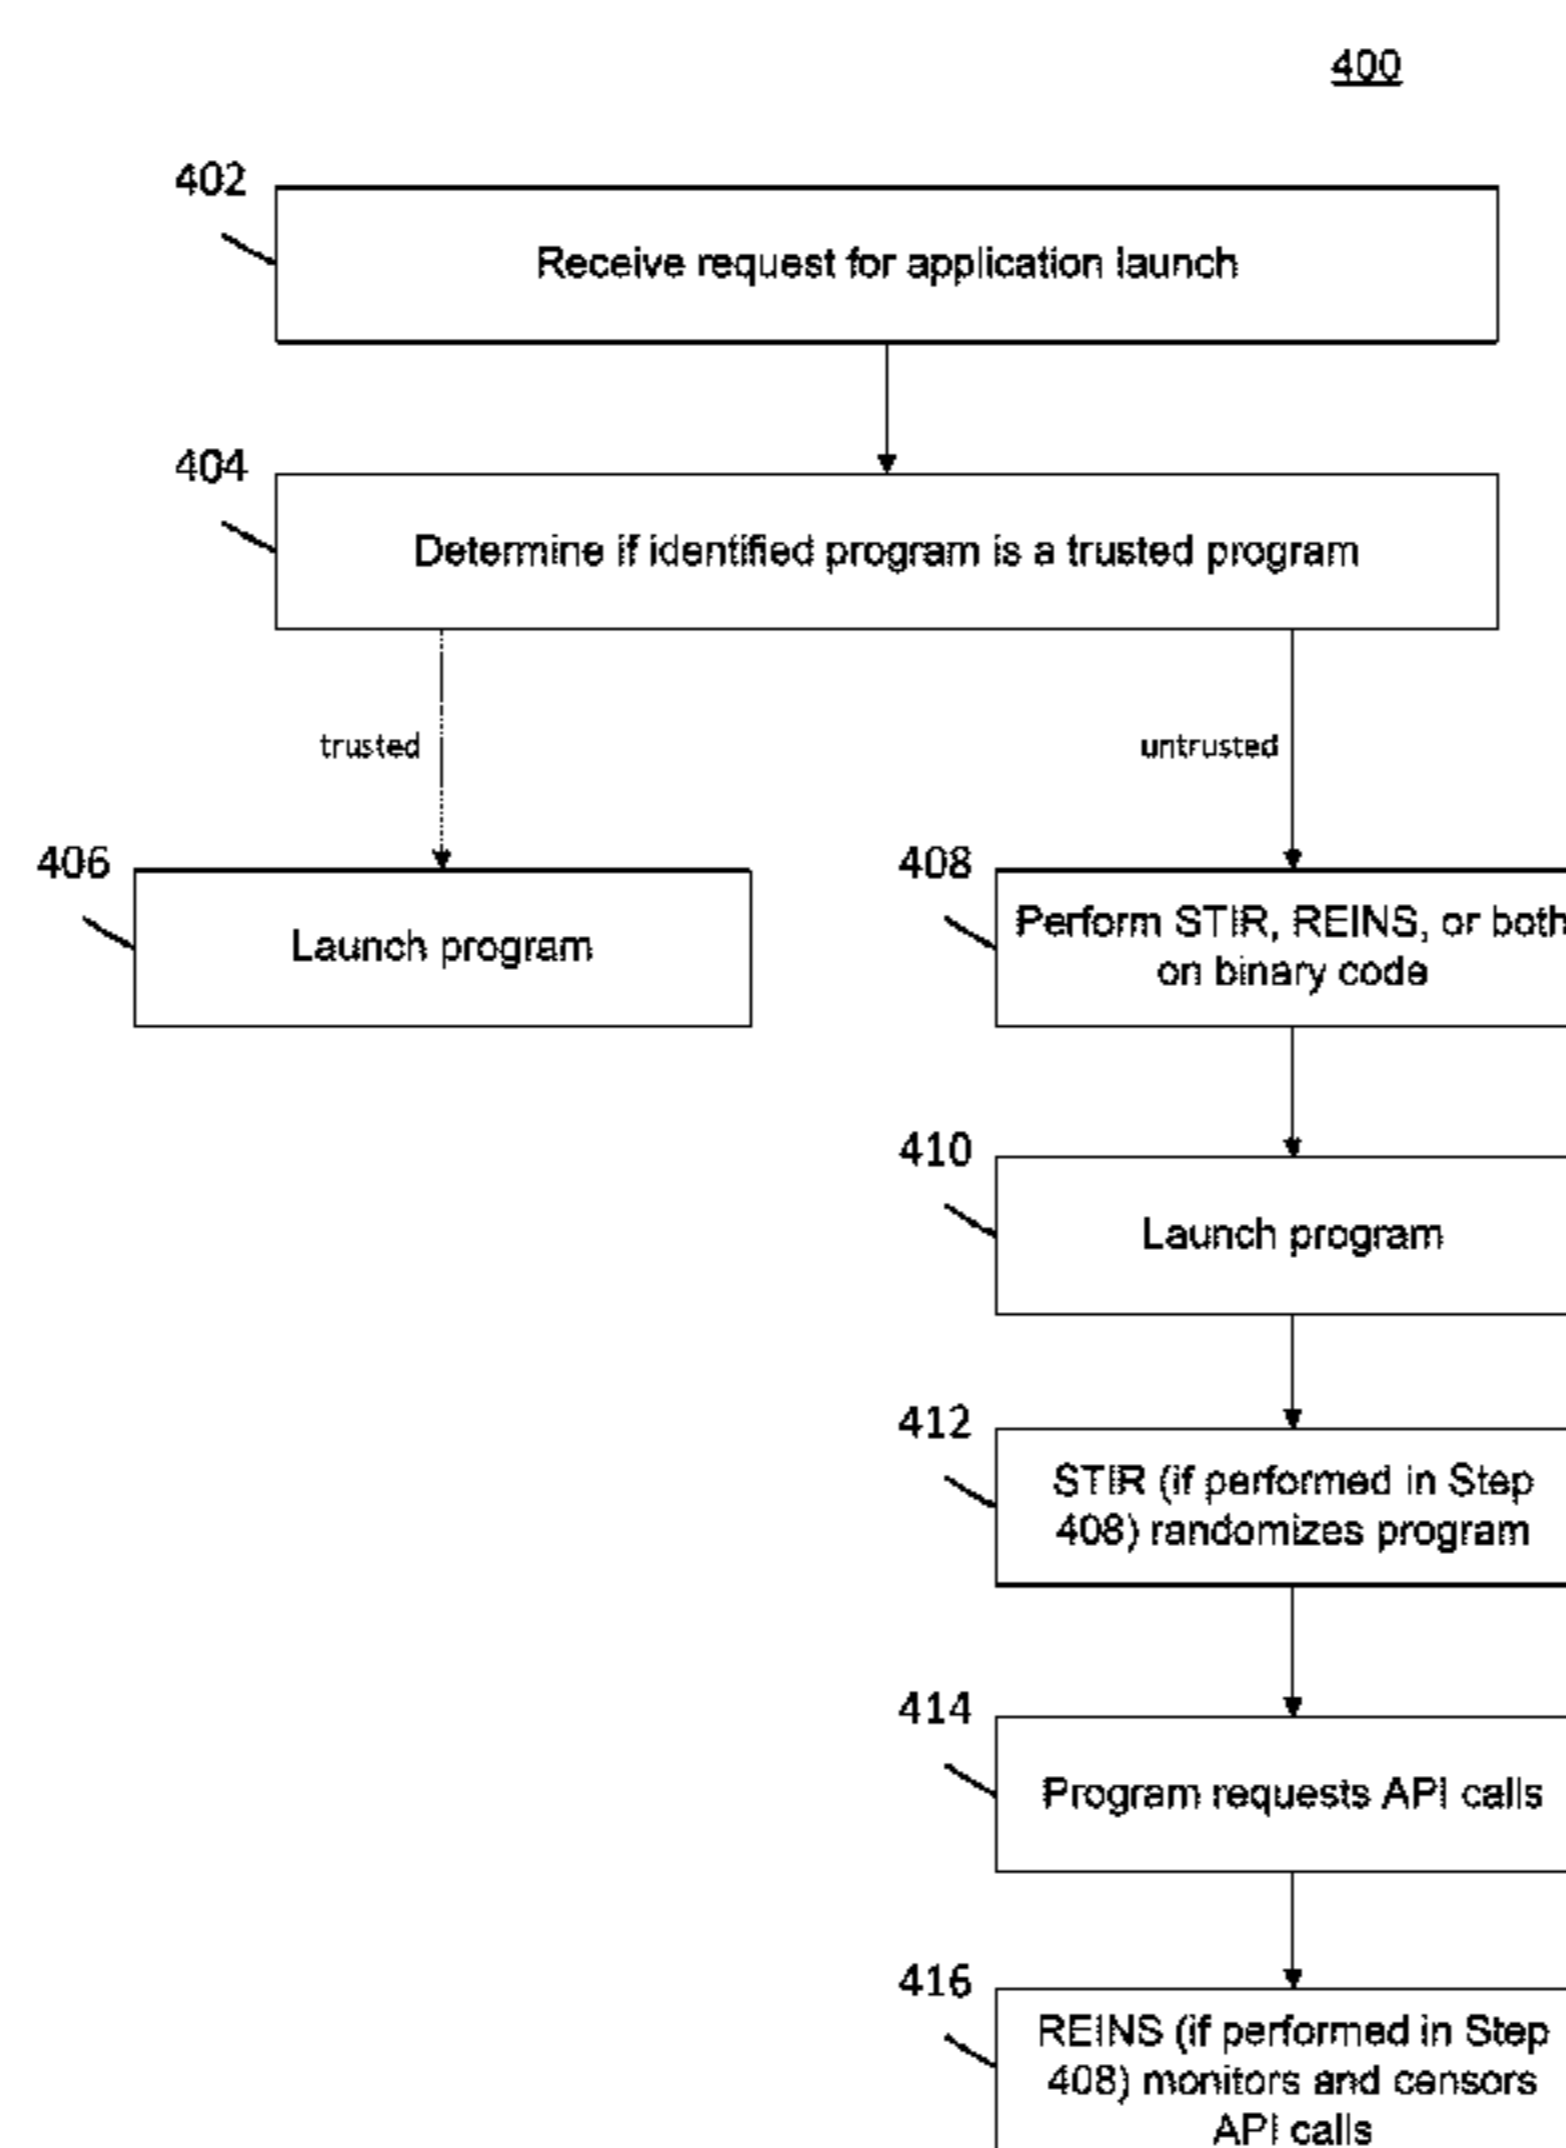 400
402
Receive request for application launch
404
Determine if identified program is a trusted program
trusted
untrusted
406
Launch program
408
Perform STIR, REINS, or both
on binary code
410
Launch program
412
STIR (if performed in Step
408) randomizes program
414
Program requests API calls
416
REINS (if performed in Step
408) monitors and censors
API calls